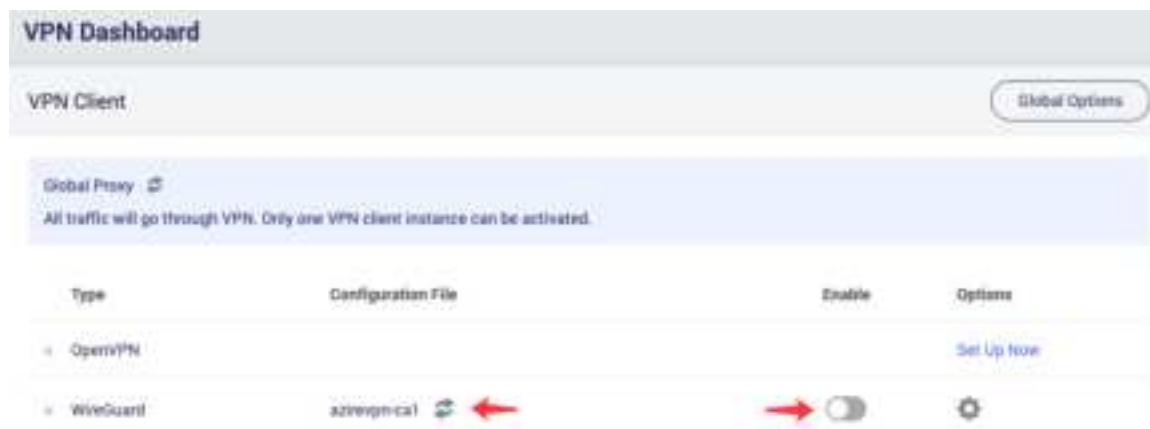 VPN Dashboard
VPN Client
Global Options
Global Proxy
All traffic will go through VPN. Only one VPN client instance can be activated.
Type Configuration File Enable Options
OpenVPN Set Up Now
WireGuard azirevpn-ca1